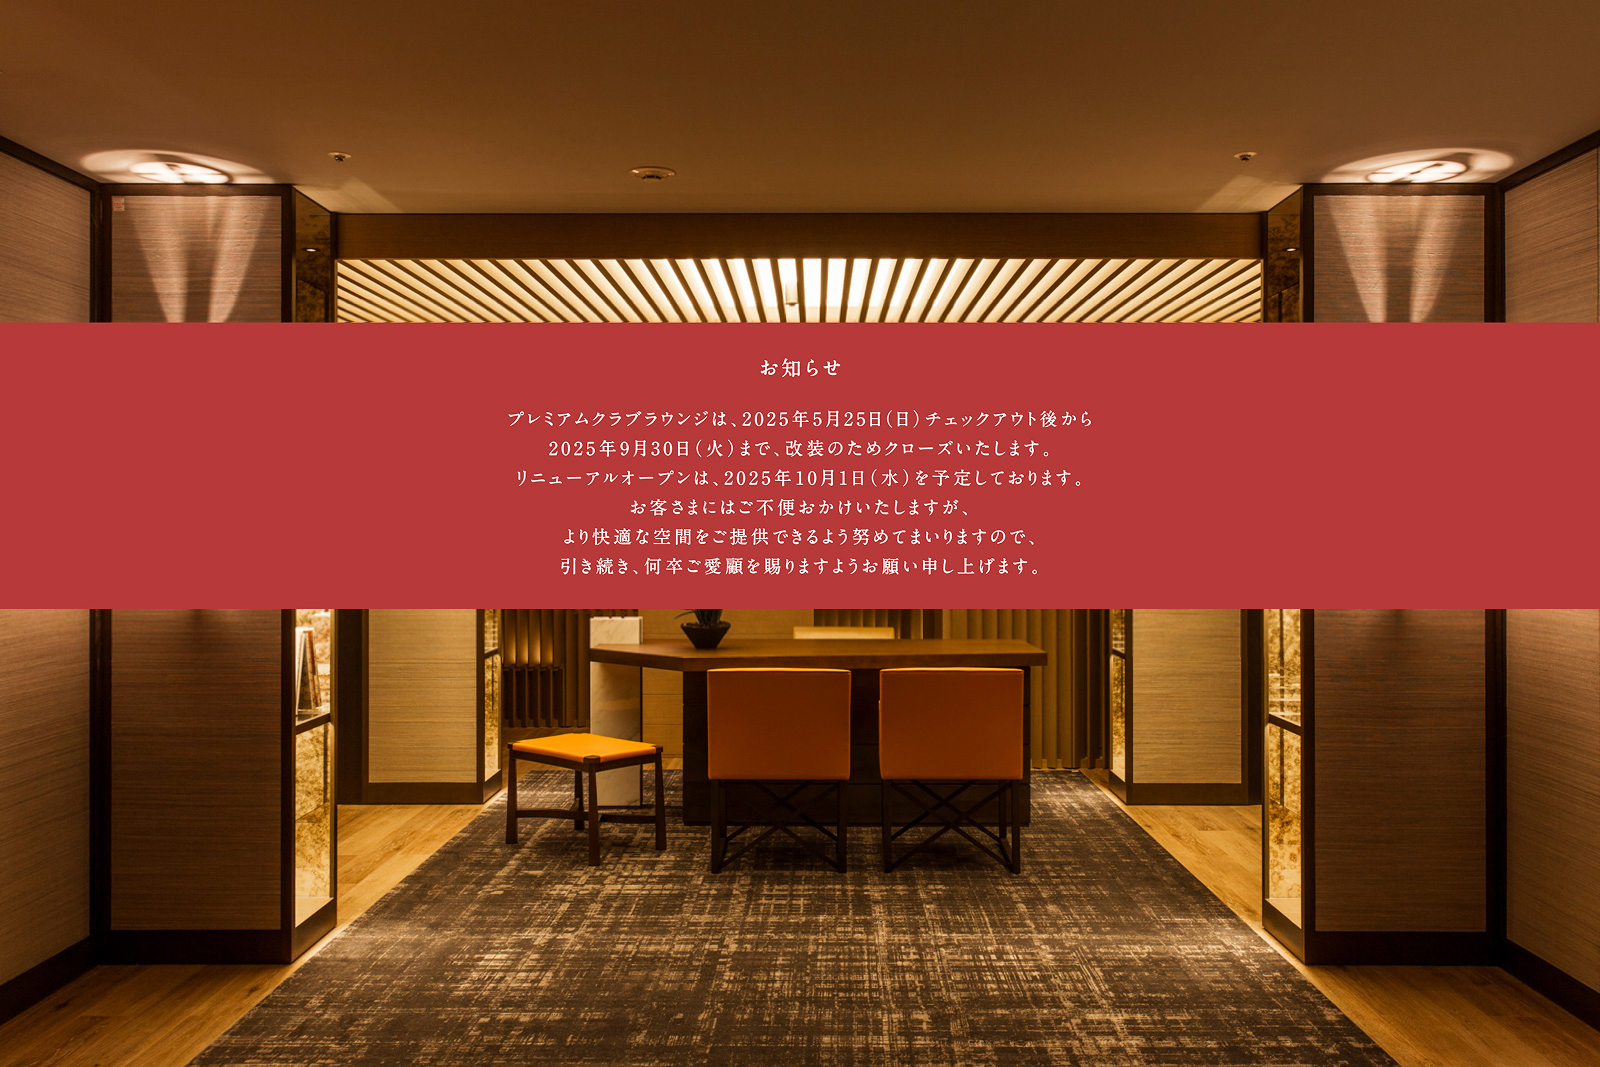 お知らせ
プレミアムクラブラウンジは、2025年5月25日(日)チェックアウト後から
2025年9月30日(火)まで、改装のためクローズいたします。
リニューアルオープンは、2025年10月1日(水)を予定しております。
お客さまにはご不便おかけいたしますが、
より快適な空間をご提供できるよう努めてまいりますので、
引き続き、何卒ご愛顧を賜りますようお願い申し上げます。